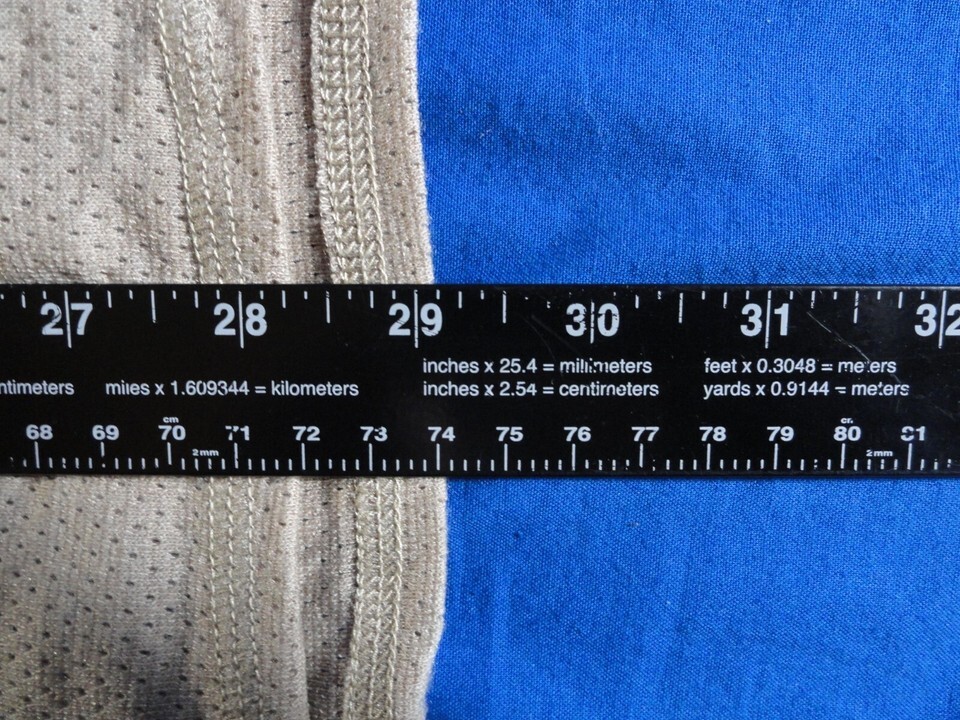 27 28 29 30 31 32
inches x 25.4 = millimeters feet x 0.3048 = meters
ntimeters miles x 1.609344 = kilometers inches x 2.54 = centimeters yards x 0.9144 = meters
cm cm
68 69 70 71 72 73 74 75 76 77 78 79 80 81
2mm 2mm